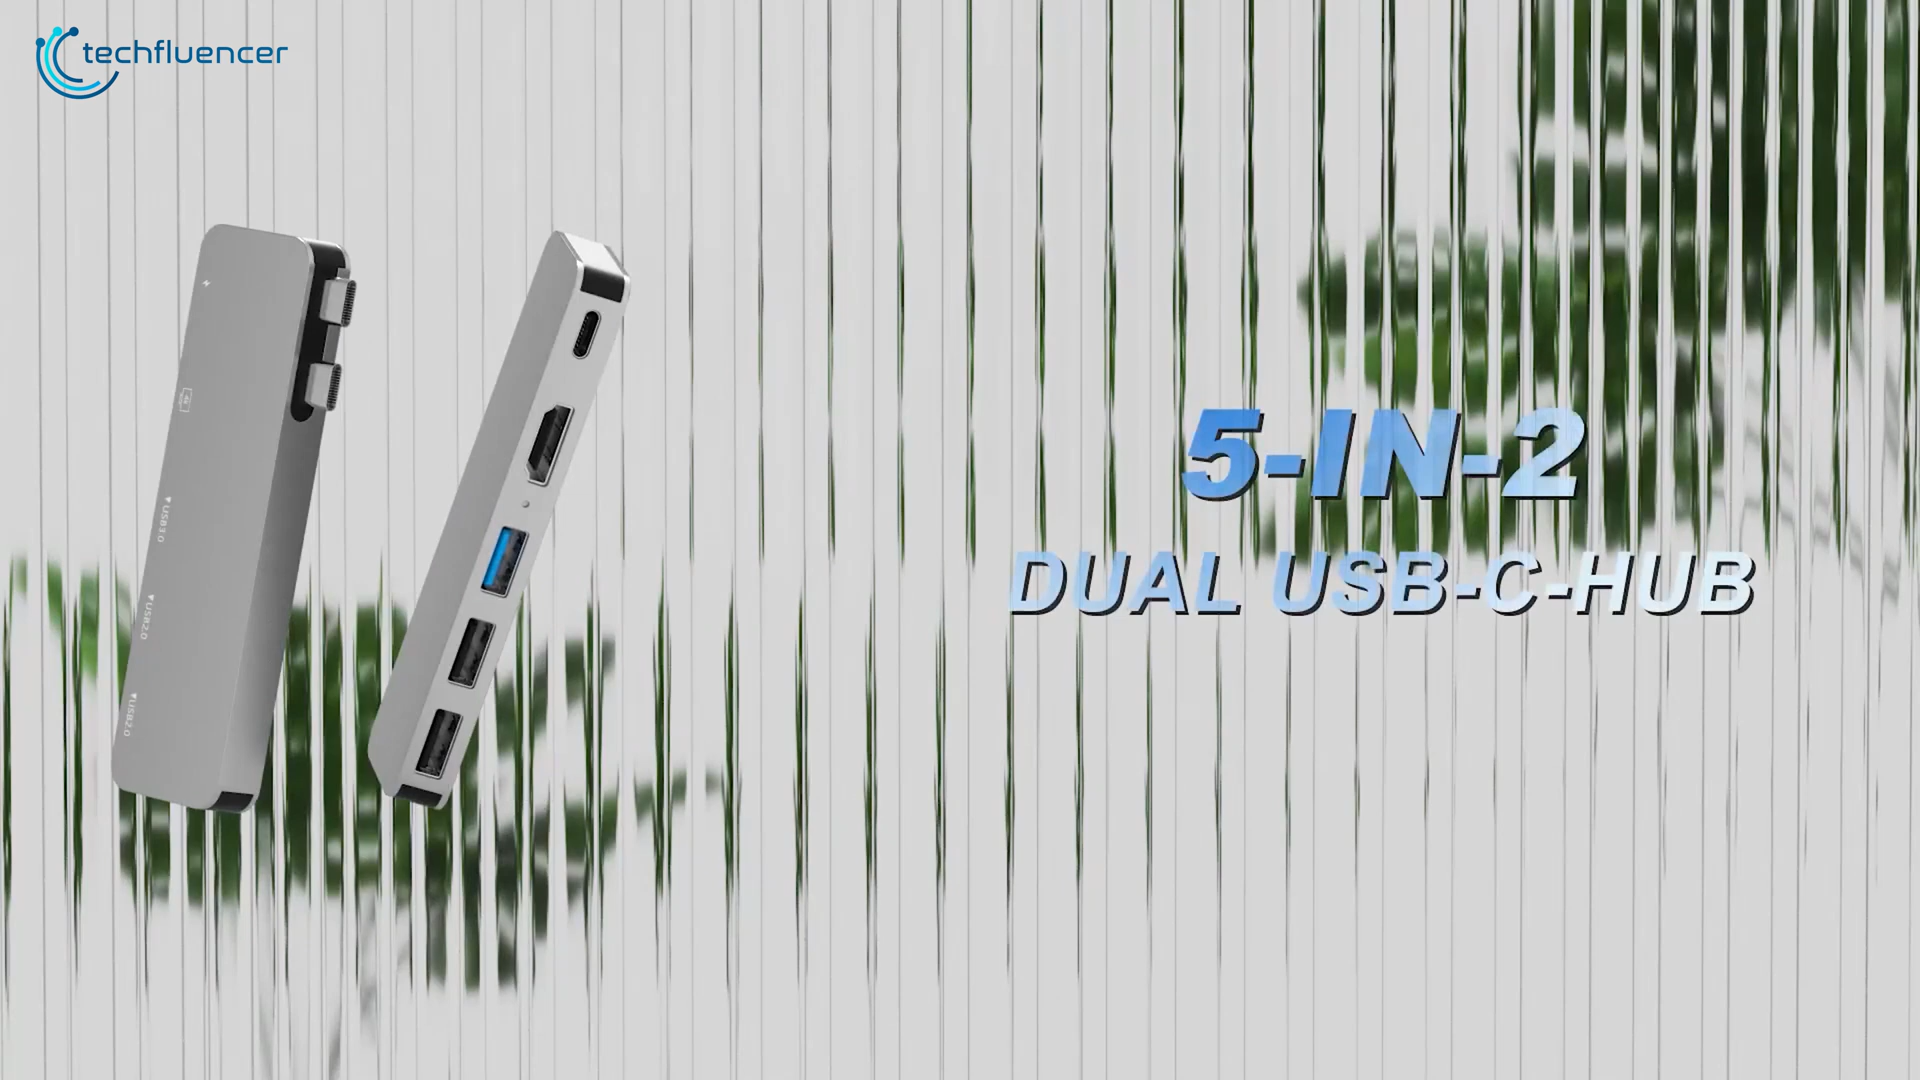 techfluencer
5-IN-2
DUAL USB-C-HUB
USB3.0
USB2.0
USB2.0